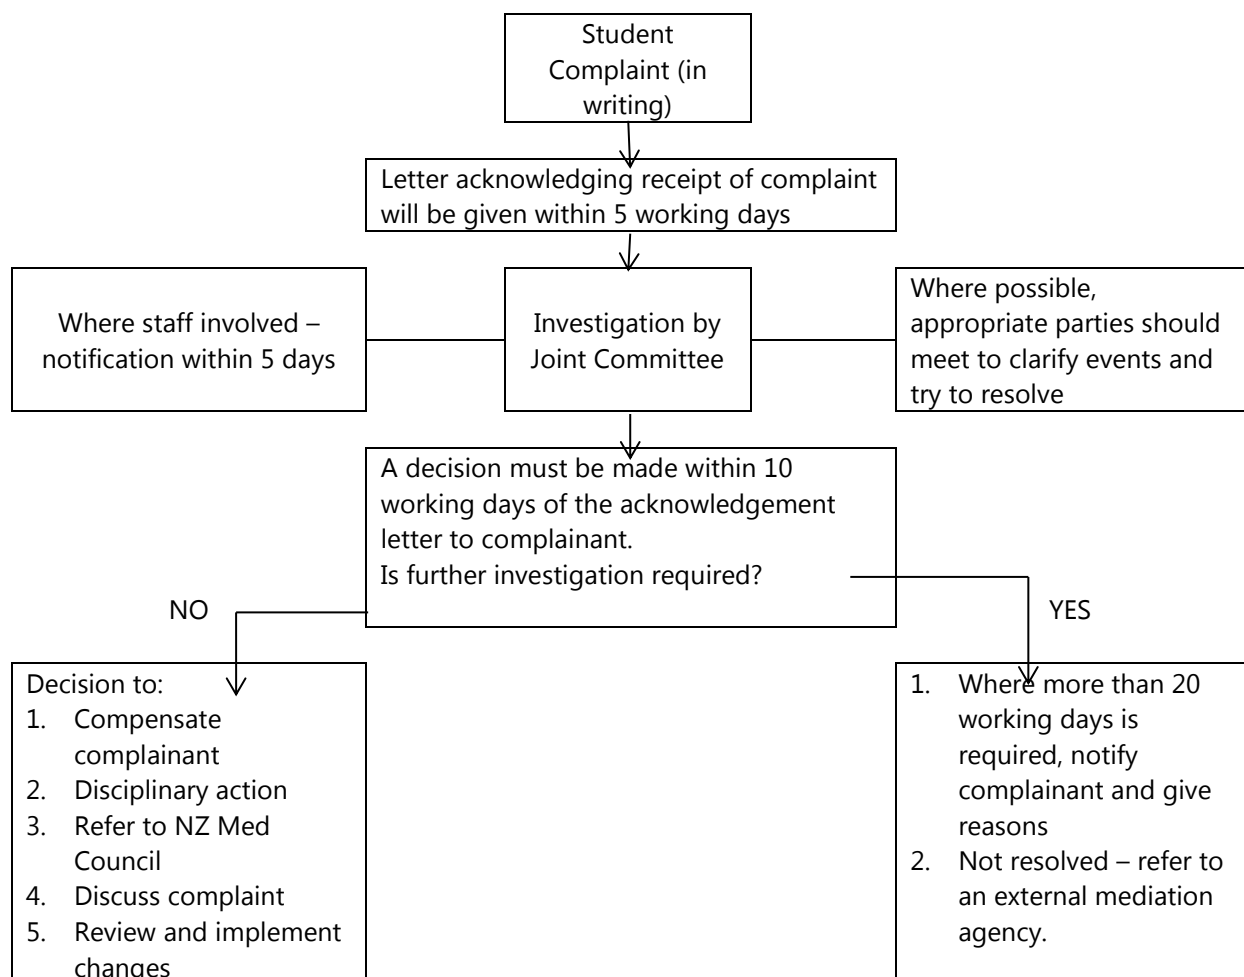 Student
Complaint (in
writing)
Letter acknowledging receipt of complaint
will be given within 5 working days
Where staff involved –
notification within 5 days
Investigation by
Joint Committee
Where possible,
appropriate parties should
meet to clarify events and
try to resolve
A decision must be made within 10
working days of the acknowledgement
letter to complainant.
Is further investigation required?
NO
YES
Decision to:
1. Compensate
complainant
2. Disciplinary action
3. Refer to NZ Med
Council
4. Discuss complaint
5. Review and implement
changes
1. Where more than 20
working days is
required, notify
complainant and give
reasons
2. Not resolved – refer to
an external mediation
agency.